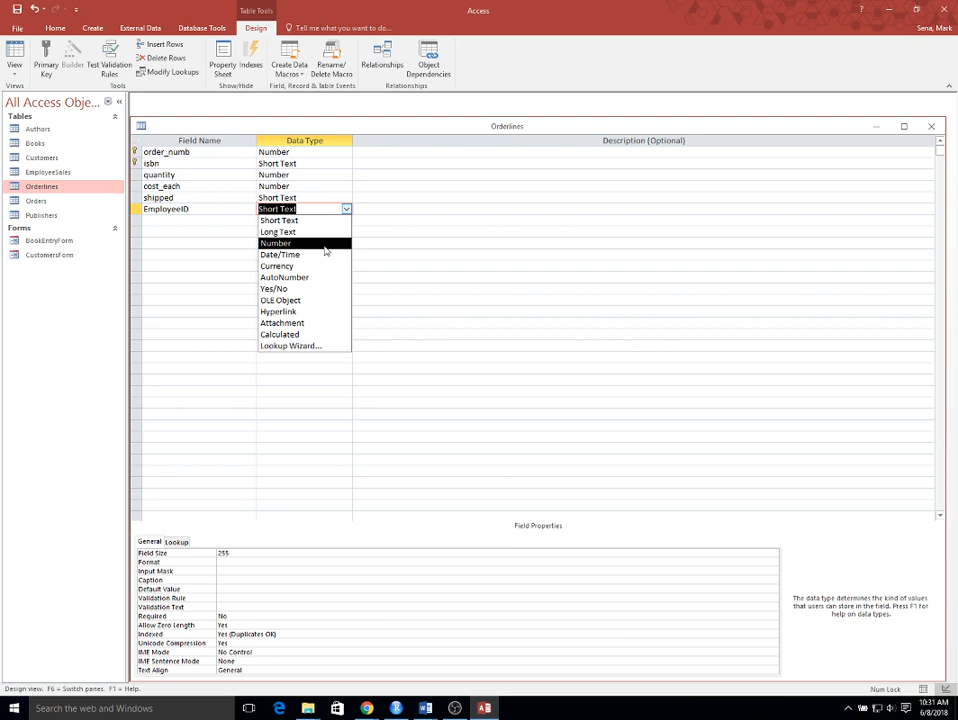 Table Tools
Access
File
Home
Create
External Data
Database Tools
Design
Tell me what you want to do...
Sena, Mark
View
Primary Key
Builder
Test Validation Rules
Insert Rows
Delete Rows
Modify Lookups
Property Sheet
Indexes
Create Data Macros
Rename/ Delete Macro
Relationships
Object Dependencies
Views
Tools
Show/Hide
Field, Record & Table Events
Relationships
All Access Obje...
Tables
Authors
Books
Customers
EmployeeSales
Orderlines
Orders
Publishers
Forms
BookEntryForm
CustomersForm
Orderlines
Field Name
Data Type
Description (Optional)
order_numb Number
isbn Short Text
quantity Number
cost_each Number
shipped Short Text
EmployeeID Short Text
Short Text
Long Text
Number
Date/Time
Currency
AutoNumber
Yes/No
OLE Object
Hyperlink
Attachment
Calculated
Lookup Wizard...
Field Properties
General Lookup
Field Size 255
Format
Input Mask
Caption
Default Value
Validation Rule
Validation Text
Required No
Allow Zero Length Yes
Indexed Yes (Duplicates OK)
Unicode Compression Yes
IME Mode No Control
IME Sentence Mode None
Text Align General
The data type determines the kind of values
that users can store in the field. Press F1 for
help on data types.
Design view. F6 = Switch panes. F1 = Help.
Num Lock
Search the web and Windows
10:31 AM
6/8/2018